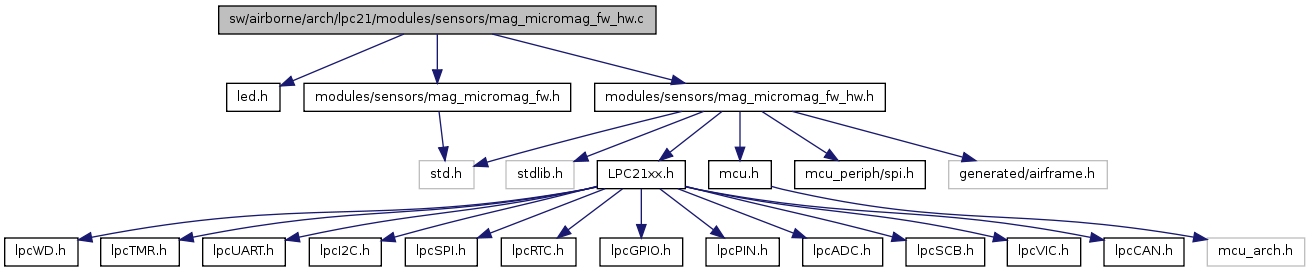 sw/airborne/arch/lpc21/modules/sensors/mag_micromag_fw_hw.c
led.h
modules/sensors/mag_micromag_fw.h
modules/sensors/mag_micromag_fw_hw.h
std.h
stdlib.h
LPC21xx.h
mcu.h
mcu_periph/spi.h
generated/airframe.h
lpcWD.h
lpcTMR.h
lpcUART.h
lpcI2C.h
lpcSPI.h
lpcRTC.h
lpcGPIO.h
lpcPIN.h
lpcADC.h
lpcSCB.h
lpcVIC.h
lpcCAN.h
mcu_arch.h